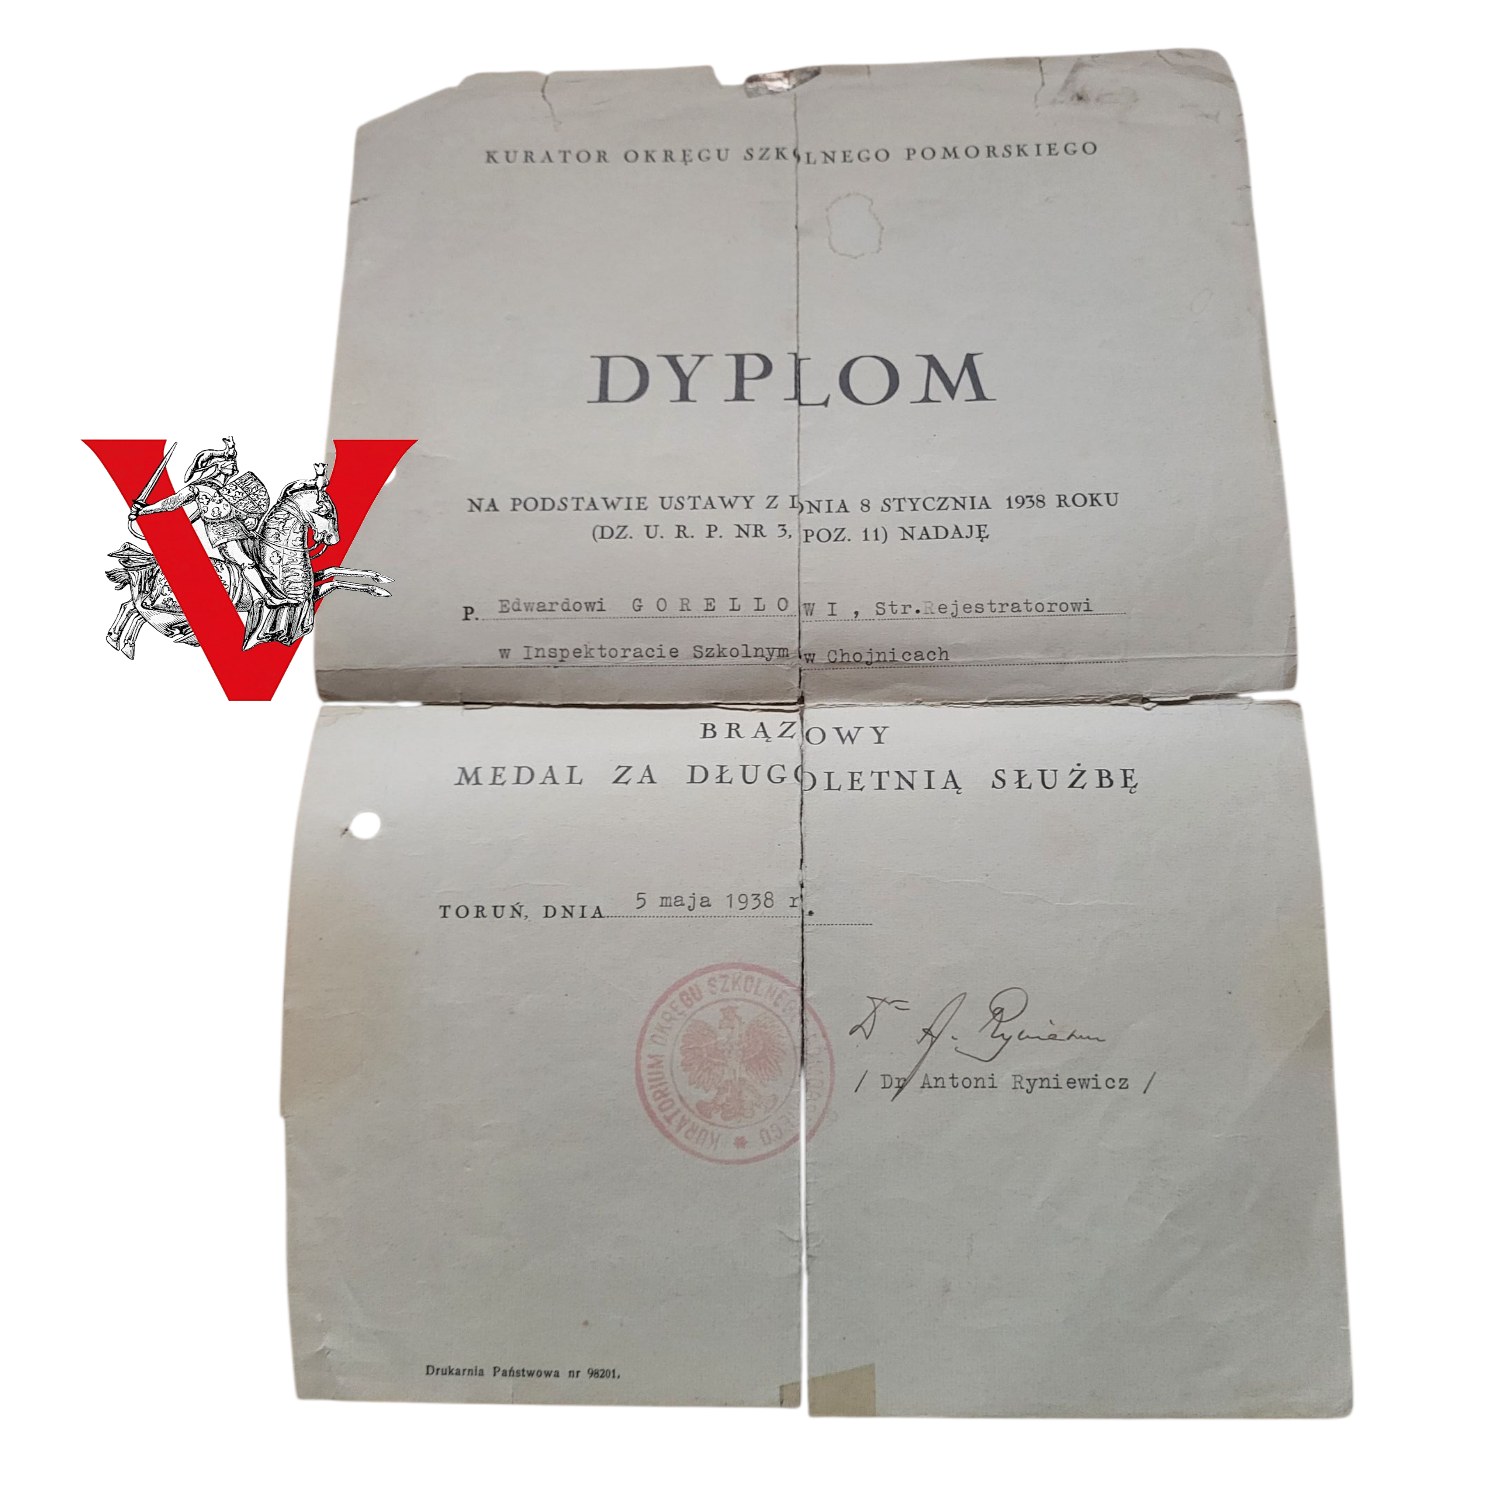 KURATOR OKRĘGU SZKOLNEGO POMORSKIEGO
DYPLOM
NA PODSTAWIE USTAWY Z DNIA 8 STYCZNIA 1938 ROKU
(DZ. U. R. P. NR 3, POZ. 11) NADAJĘ
P. Edwardowi GORELLOWI, Str.Rejestratorowi
w Inspektoracie Szkolnym w Chojnicach
BRĄZOWY
MEDAL ZA DŁUGOLETNIĄ SŁUŻBĘ
TORUŃ, DNIA 5 maja 1938 r.
KURATORIUM OKRĘGU SZKOLNEGO
Dr A. Ryniewicz
/ Dr Antoni Ryniewicz /
Drukarnia Państwowa nr 98201.
V